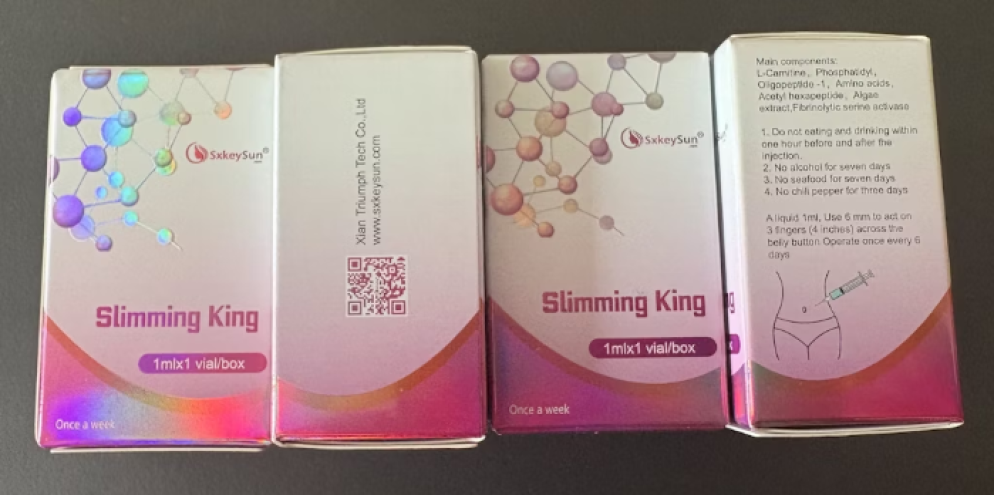 SxkeySun®
Slimming King
1mlx1 vial/box
Once a week
Xian Triumph Tech Co.,Ltd
www.sxkeysun.com
SxkeySun®
Slimming King
1mlx1 vial/box
Once a week
Main components:
L-Carnitine, Phosphatidyl,
Oligopeptide -1, Amino acids,
Acetyl hexapeptide, Algae
extract,Fibrinolytic serine activase
1. Do not eating and drinking within
one hour before and after the
injection.
2. No alcohol for seven days
3. No seafood for seven days
4. No chili pepper for three days
A liquid 1ml, Use 6 mm to act on
3 fingers (4 inches) across the
belly button Operate once every 6
days